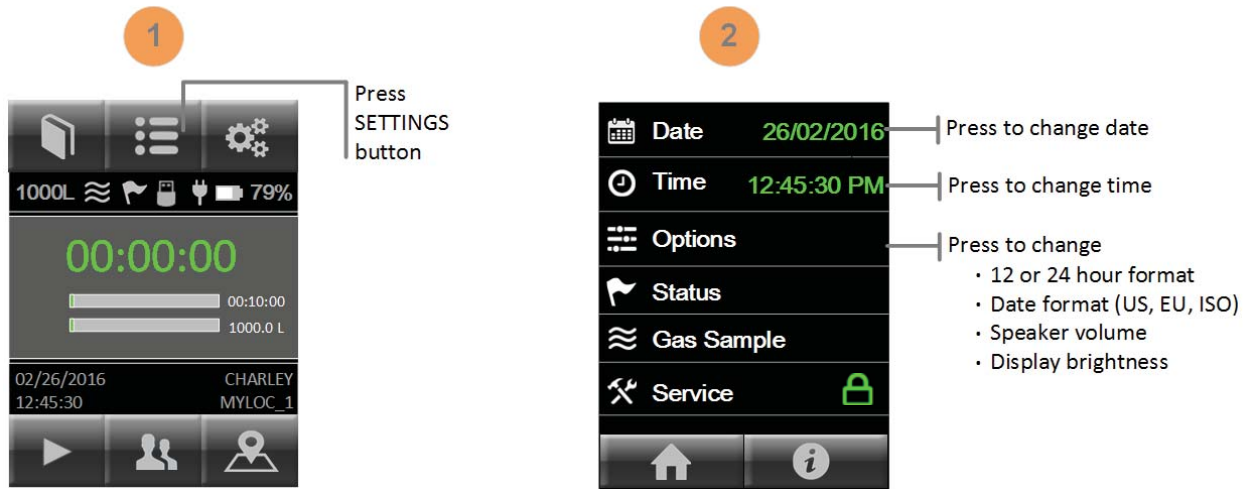 1
Press
SETTINGS
button
1000L 79%
00:00:00
00:10:00
1000.0 L
02/26/2016 CHARLEY
12:45:30 MYLOC_1
2
Date 26/02/2016 Press to change date
Time 12:45:30 PM Press to change time
Options Press to change
Status · 12 or 24 hour format
· Date format (US, EU, ISO)
Gas Sample · Speaker volume
· Display brightness
Service
i